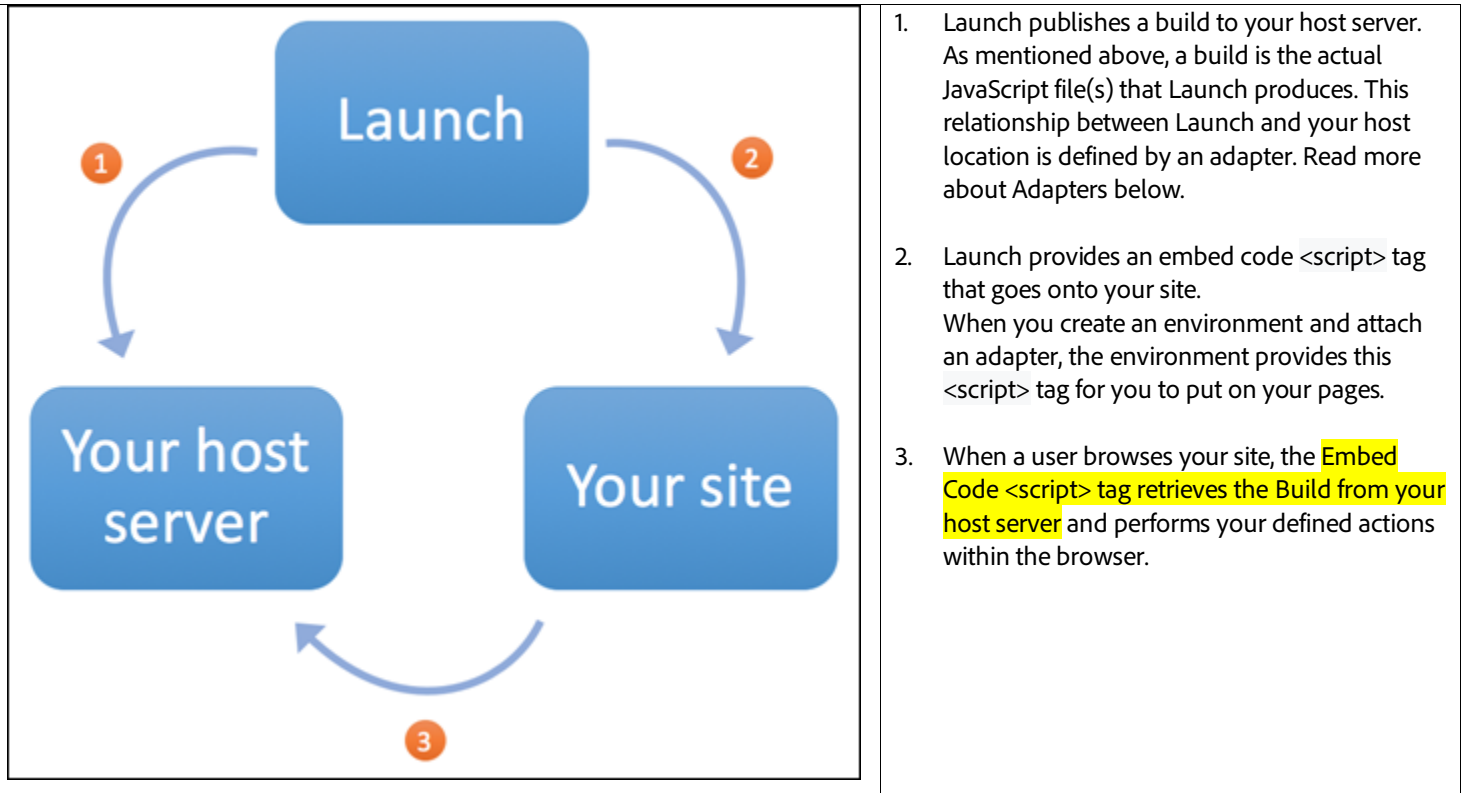 Launch
1
2
Your host
server
Your site
3
1. Launch publishes a build to your host server.
As mentioned above, a build is the actual
JavaScript file(s) that Launch produces. This
relationship between Launch and your host
location is defined by an adapter. Read more
about Adapters below.
2. Launch provides an embed code <script> tag
that goes onto your site.
When you create an environment and attach
an adapter, the environment provides this
<script> tag for you to put on your pages.
3. When a user browses your site, the Embed
Code <script> tag retrieves the Build from your
host server and performs your defined actions
within the browser.